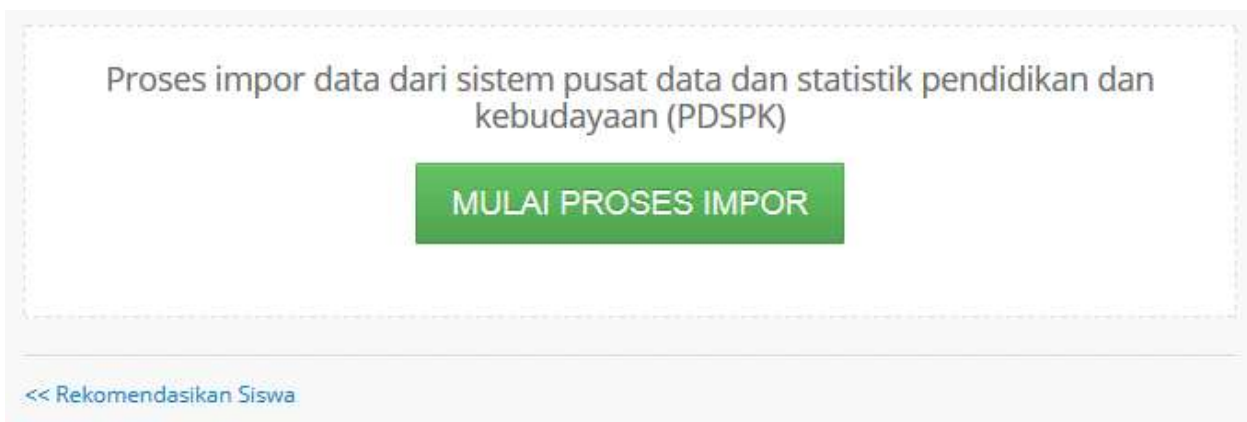 Proses impor data dari sistem pusat data dan statistik pendidikan dan
kebudayaan (PDSPK)
MULAI PROSES IMPOR
<< Rekomendasikan Siswa